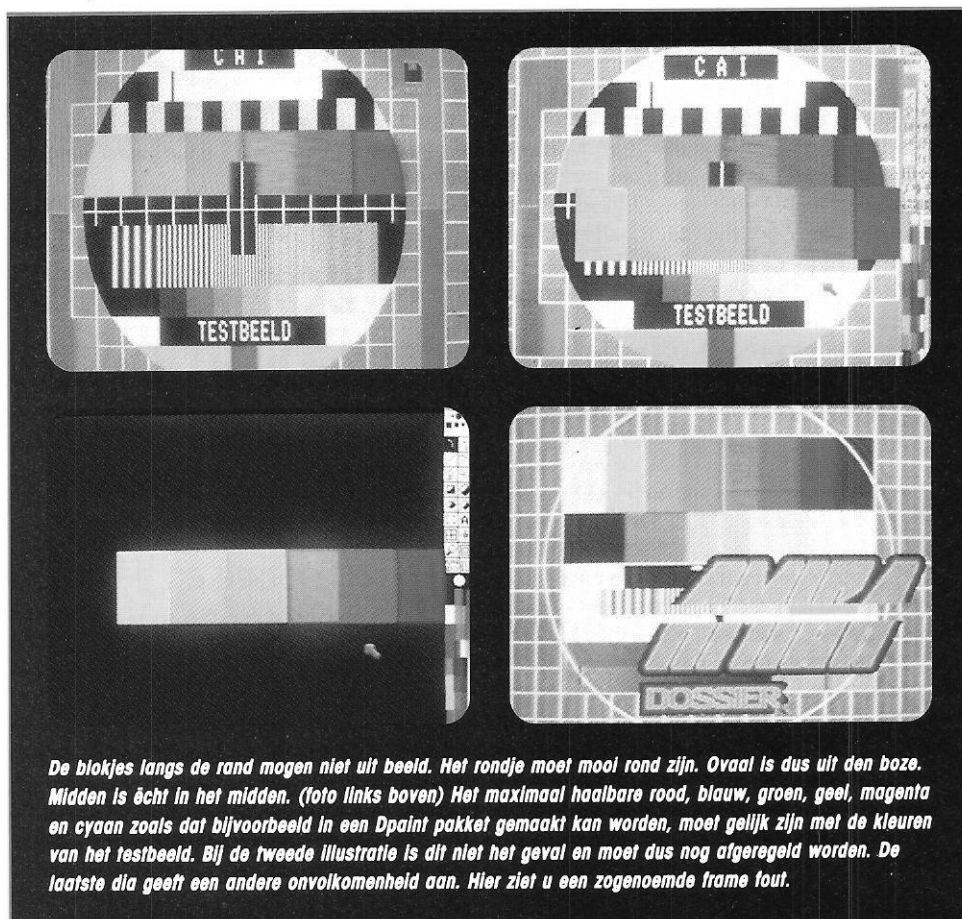 CAI
CAI
TESTBEELD
TESTBEELD
DOSSIER
De blokjes langs de rand mogen niet uit beeld. Het rondje moet mooi rond zijn. Ovaal is dus uit den boze.
Midden is ècht in het midden. (foto links boven) Het maximaal haalbare rood, blauw, groen, geel, magenta
en cyaan zoals dat bijvoorbeeld in een Dpaint pakket gemaakt kan worden, moet gelijk zijn met de kleuren
van het testbeeld. Bij de tweede illustratie is dit niet het geval en moet dus nog afgeregeld worden. De
laatste dia geeft een andere onvolkomenheid aan. Hier ziet u een zogenoemde frame fout.